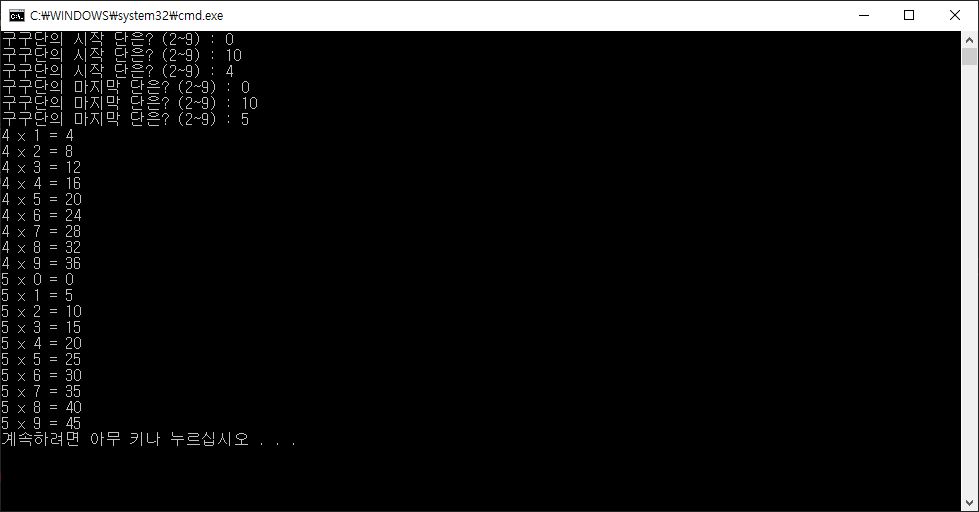 C:₩WINDOWS₩system32₩cmd.exe
구구단의 시작 단은? (2~9) : 0
구구단의 시작 단은? (2~9) : 10
구구단의 시작 단은? (2~9) : 4
구구단의 마지막 단은? (2~9) : 0
구구단의 마지막 단은? (2~9) : 10
구구단의 마지막 단은? (2~9) : 5
4 x 1 = 4
4 x 2 = 8
4 x 3 = 12
4 x 4 = 16
4 x 5 = 20
4 x 6 = 24
4 x 7 = 28
4 x 8 = 32
4 x 9 = 36
5 x 0 = 0
5 x 1 = 5
5 x 2 = 10
5 x 3 = 15
5 x 4 = 20
5 x 5 = 25
5 x 6 = 30
5 x 7 = 35
5 x 8 = 40
5 x 9 = 45
계속하려면 아무 키나 누르십시오 . . .